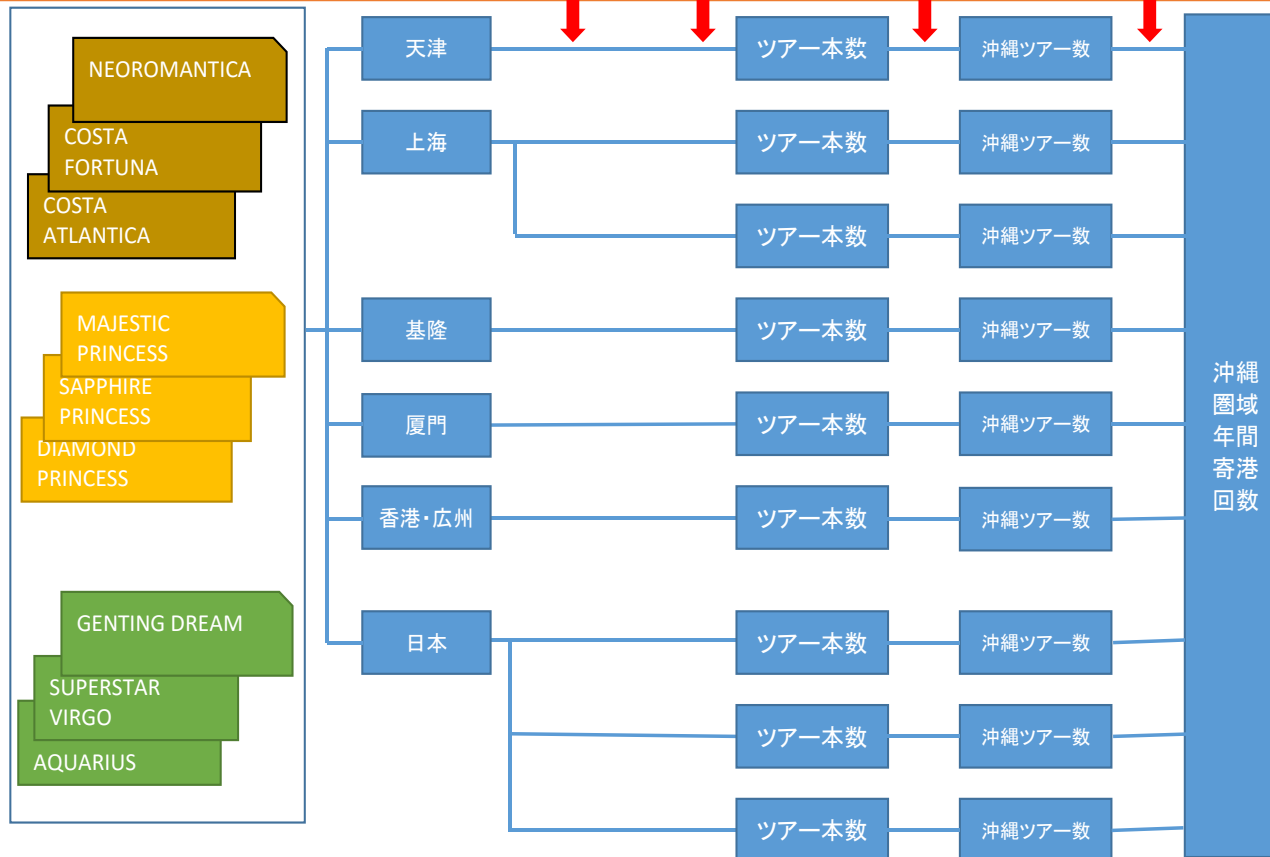 NEOROMANTICA
COSTA
FORTUNA
COSTA
ATLANTICA
MAJESTIC
PRINCESS
SAPPHIRE
PRINCESS
DIAMOND
PRINCESS
GENTING DREAM
SUPERSTAR
VIRGO
AQUARIUS
天津
ツアー本数
沖縄ツアー数
上海
ツアー本数
沖縄ツアー数
ツアー本数
沖縄ツアー数
基隆
ツアー本数
沖縄ツアー数
厦門
ツアー本数
沖縄ツアー数
香港・広州
ツアー本数
沖縄ツアー数
日本
ツアー本数
沖縄ツアー数
ツアー本数
沖縄ツアー数
ツアー本数
沖縄ツアー数
沖縄
圏域
年間
寄港
回数